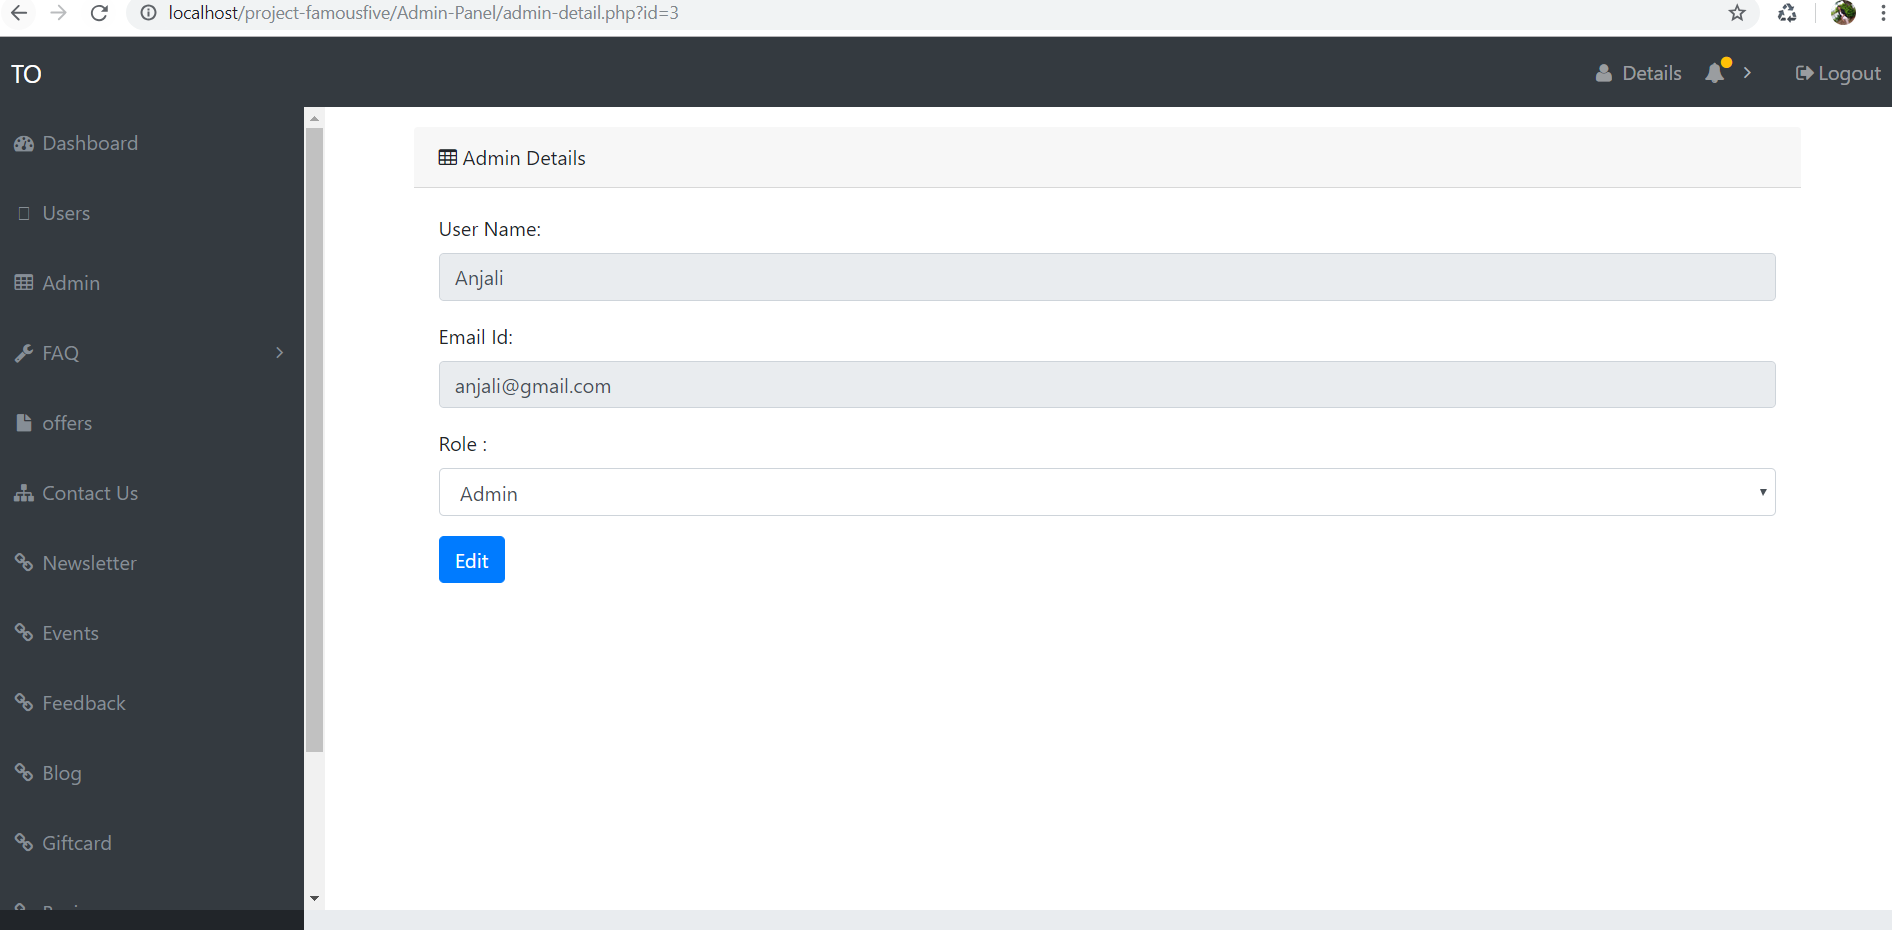 localhost/project-famousfive/Admin-Panel/admin-detail.php?id=3
TO
Details
Logout
Dashboard
Users
Admin
FAQ
offers
Contact Us
Newsletter
Events
Feedback
Blog
Giftcard
Admin Details
User Name:
Anjali
Email Id:
anjali@gmail.com
Role :
Admin
Edit